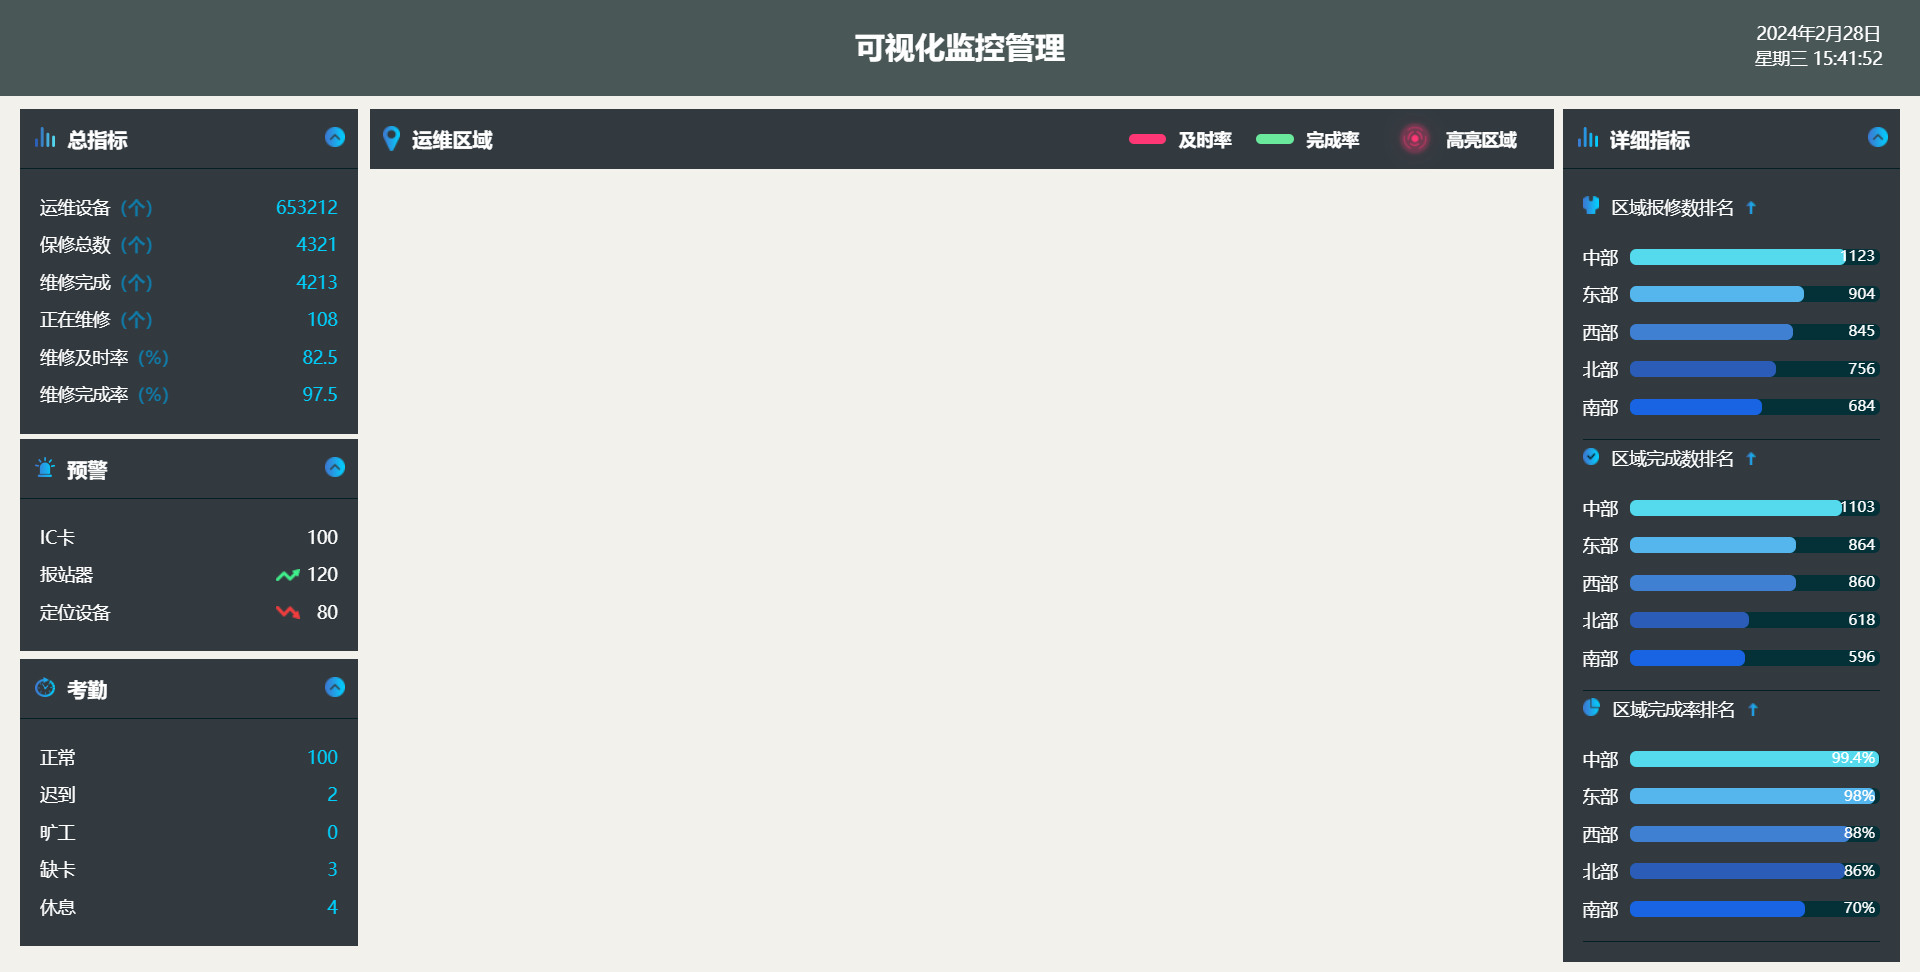 可视化监控管理
2024年2月28日
星期三 15:41:52
总指标
运维设备 (个) 653212
保修总数 (个) 4321
维修完成 (个) 4213
正在维修 (个) 108
维修及时率 (%) 82.5
维修完成率 (%) 97.5
预警
IC卡 100
报站器 120
定位设备 80
考勤
正常 100
迟到 2
旷工 0
缺卡 3
休息 4
运维区域 及时率 完成率 高亮区域
详细指标
区域报修数排名 ↑
中部 1123
东部 904
西部 845
北部 756
南部 684
区域完成数排名 ↑
中部 1103
东部 864
西部 860
北部 618
南部 596
区域完成率排名 ↑
中部 99.4%
东部 98%
西部 88%
北部 86%
南部 70%